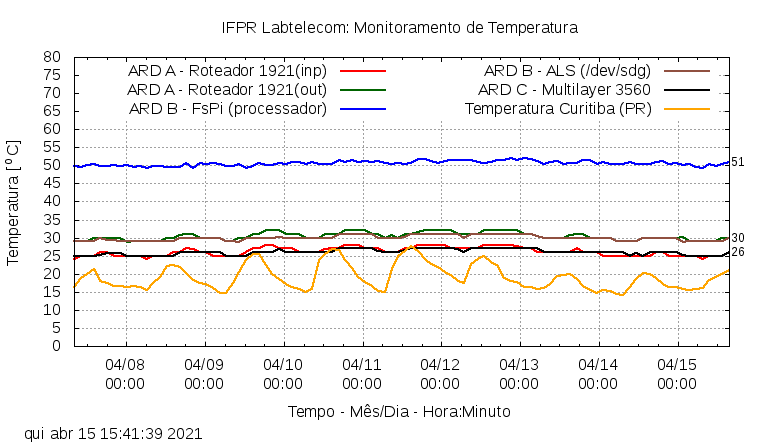 IFPR Labtelecom: Monitoramento de Temperatura
Temperatura [ °C]
80
75
70
65
60
55
50
45
40
35
30
25
20
15
10
5
0
ARD A - Roteador 1921(inp)
ARD A - Roteador 1921(out)
ARD B - FsPi (processador)
ARD B - ALS (/dev/sdg)
ARD C - Multilayer 3560
Temperatura Curitiba (PR)
51
30
26
04/08 04/09 04/10 04/11 04/12 04/13 04/14 04/15
00:00 00:00 00:00 00:00 00:00 00:00 00:00 00:00
Tempo - Mês/Dia - Hora:Minuto
qui abr 15 15:41:39 2021